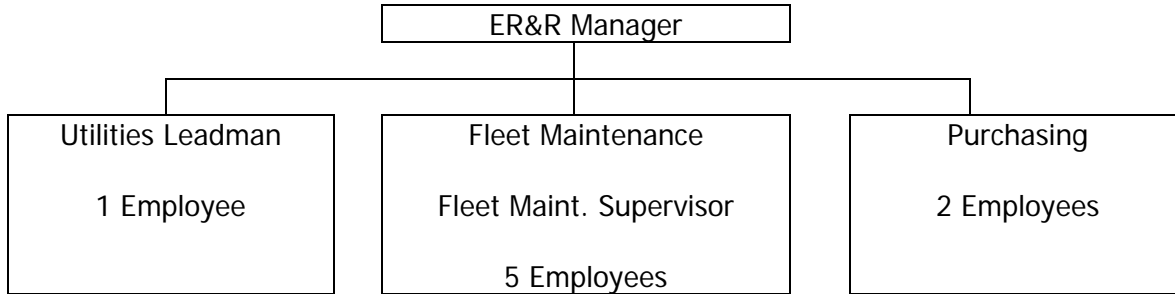 ER&R Manager
Utilities Leadman
1 Employee
Fleet Maintenance
Fleet Maint. Supervisor
5 Employees
Purchasing
2 Employees